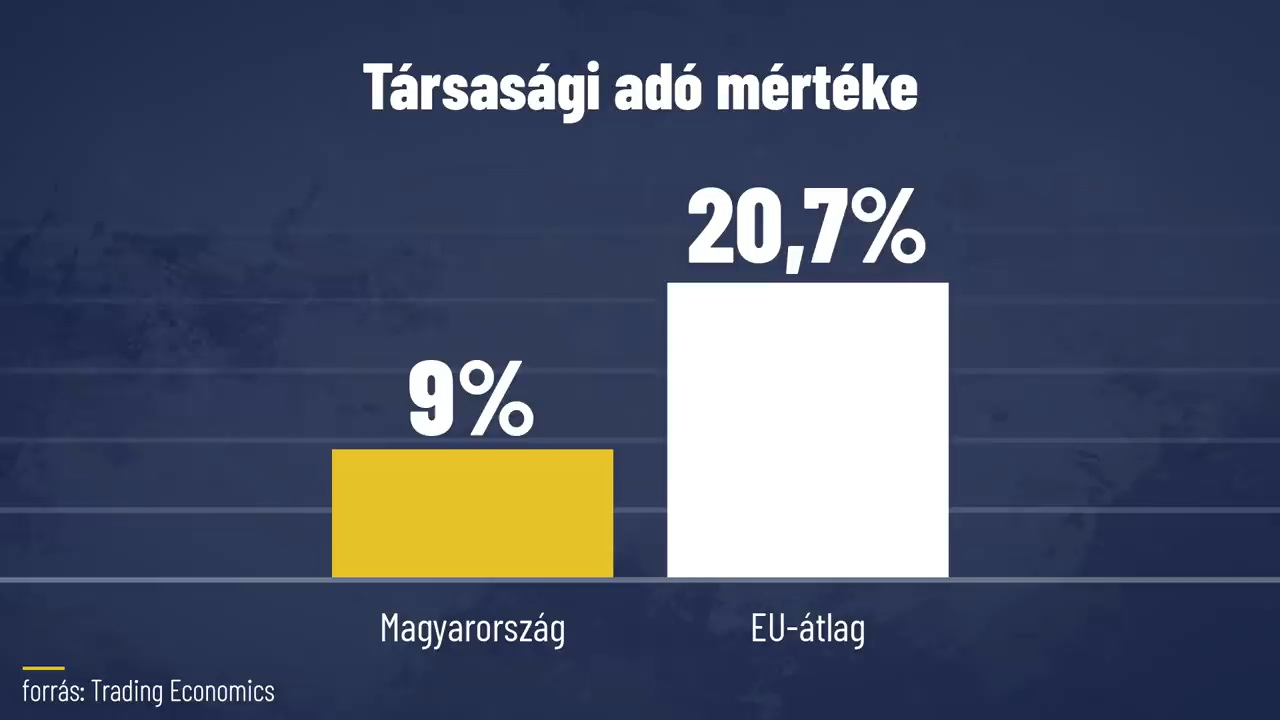 Társasági adó mértéke
20,7%
9%
Magyarország
EU-átlag
forrás: Trading Economics